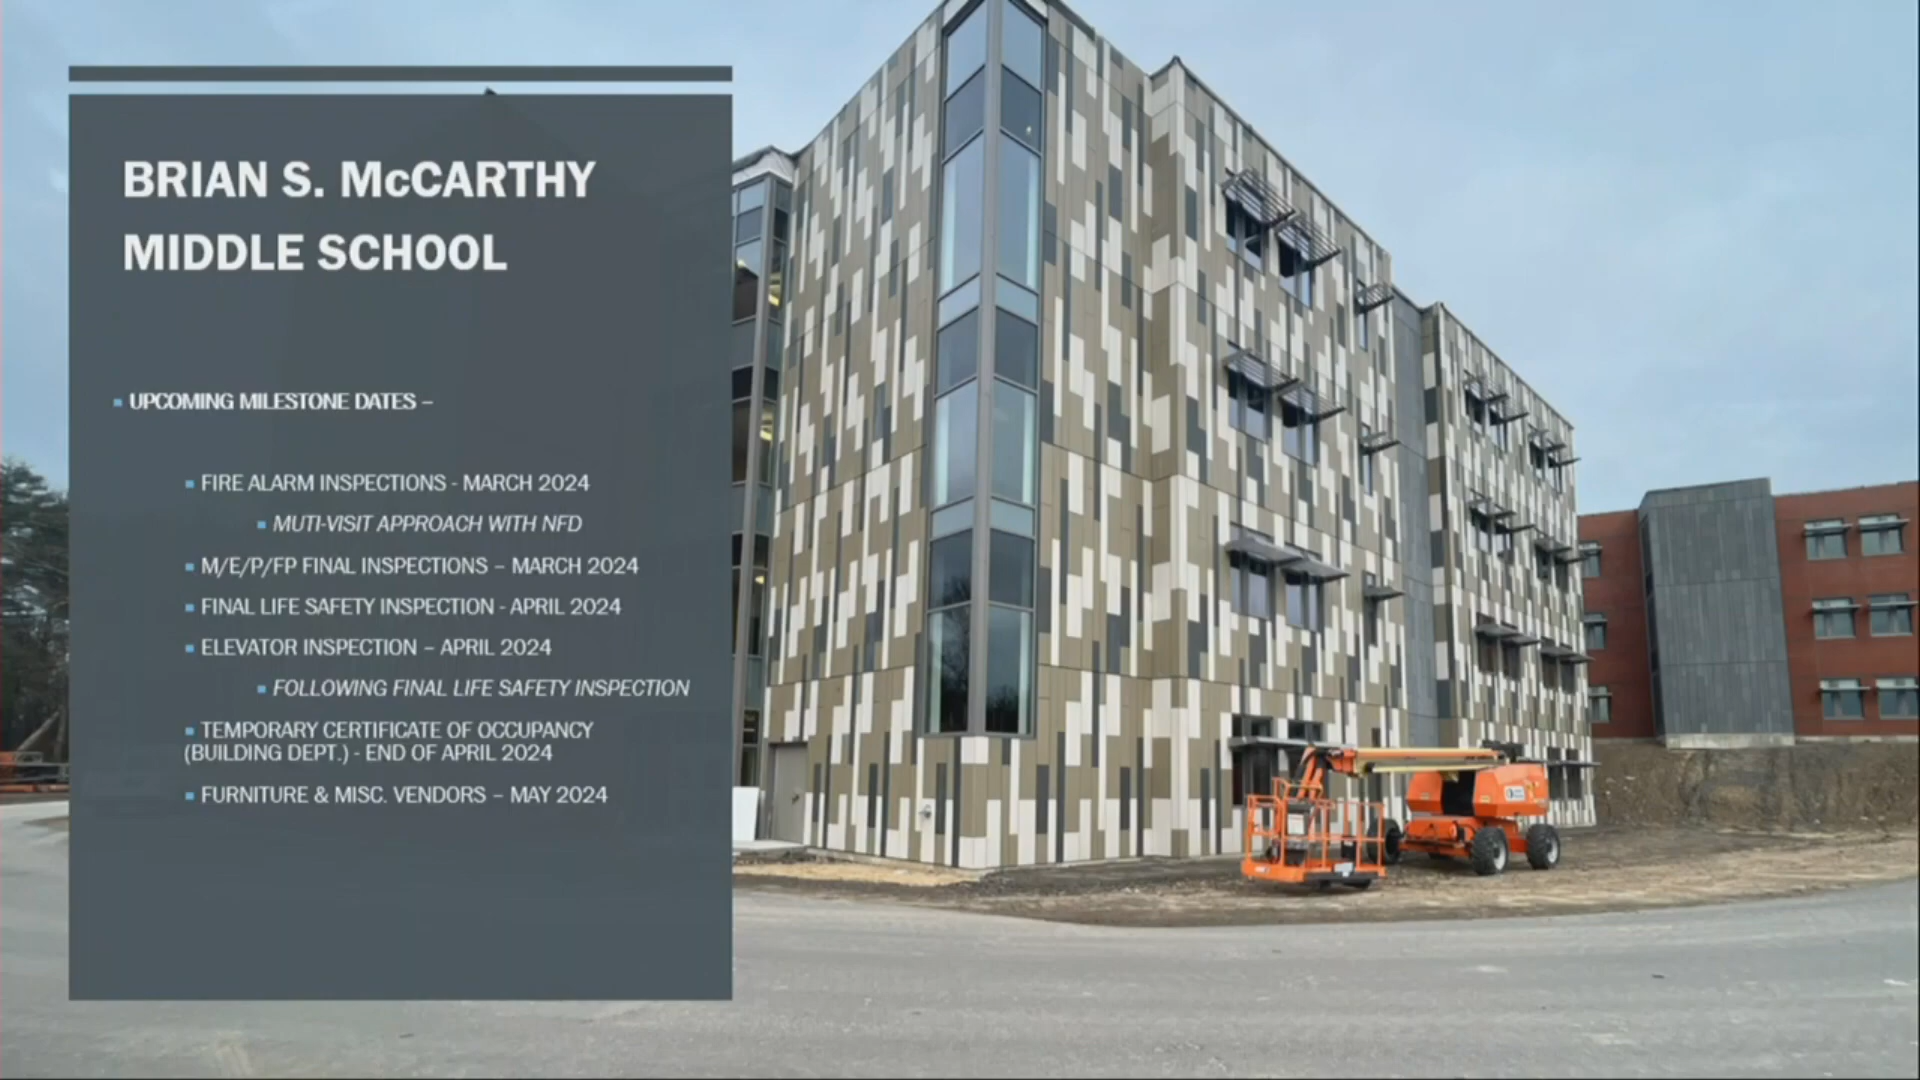 BRIAN S. McCARTHY
MIDDLE SCHOOL
UPCOMING MILESTONE DATES –
FIRE ALARM INSPECTIONS - MARCH 2024
MUTI-VISIT APPROACH WITH NFD
M/E/P/FP FINAL INSPECTIONS – MARCH 2024
FINAL LIFE SAFETY INSPECTION - APRIL 2024
ELEVATOR INSPECTION – APRIL 2024
FOLLOWING FINAL LIFE SAFETY INSPECTION
TEMPORARY CERTIFICATE OF OCCUPANCY
(BUILDING DEPT.) - END OF APRIL 2024
FURNITURE & MISC. VENDORS – MAY 2024